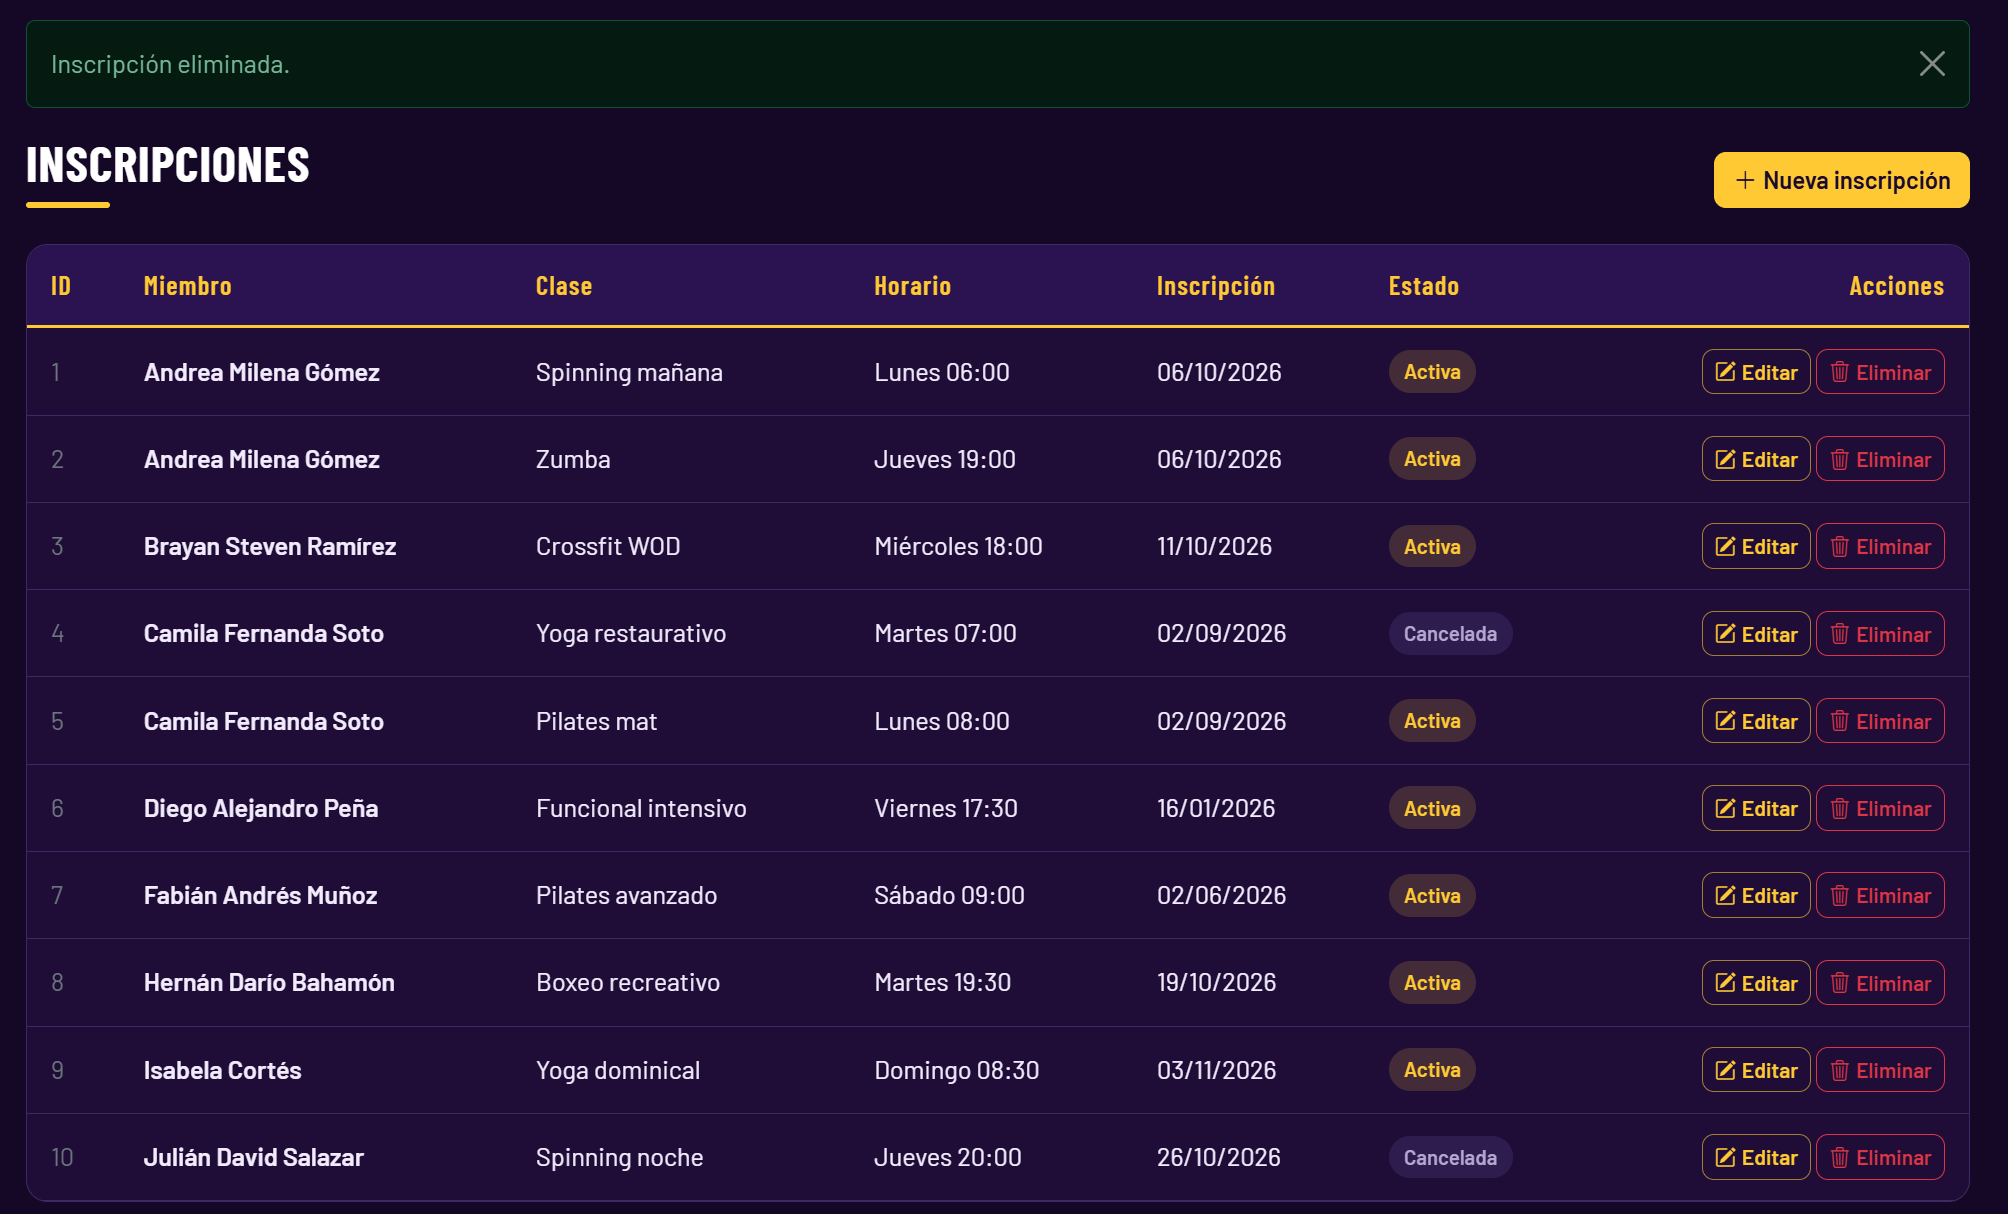 Inscripción eliminada.
INSCRIPCIONES
+ Nueva inscripción
ID Miembro Clase Horario Inscripción Estado Acciones
1 Andrea Milena Gómez Spinning mañana Lunes 06:00 06/10/2026 Activa Editar Eliminar
2 Andrea Milena Gómez Zumba Jueves 19:00 06/10/2026 Activa Editar Eliminar
3 Brayan Steven Ramírez Crossfit WOD Miércoles 18:00 11/10/2026 Activa Editar Eliminar
4 Camila Fernanda Soto Yoga restaurativo Martes 07:00 02/09/2026 Cancelada Editar Eliminar
5 Camila Fernanda Soto Pilates mat Lunes 08:00 02/09/2026 Activa Editar Eliminar
6 Diego Alejandro Peña Funcional intensivo Viernes 17:30 16/01/2026 Activa Editar Eliminar
7 Fabián Andrés Muñoz Pilates avanzado Sábado 09:00 02/06/2026 Activa Editar Eliminar
8 Hernán Darío Bahamón Boxeo recreativo Martes 19:30 19/10/2026 Activa Editar Eliminar
9 Isabela Cortés Yoga dominical Domingo 08:30 03/11/2026 Activa Editar Eliminar
10 Julián David Salazar Spinning noche Jueves 20:00 26/10/2026 Cancelada Editar Eliminar